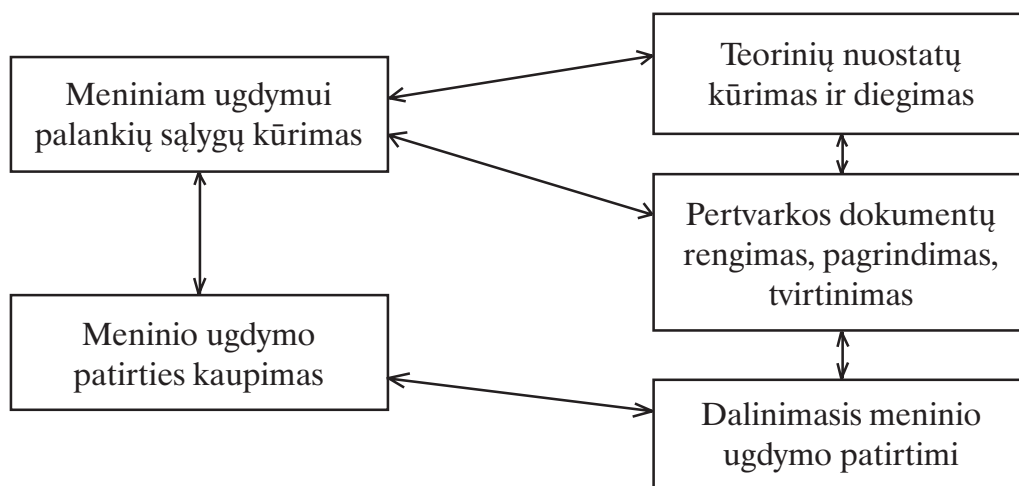 Meniniam ugdymui
palankių sąlygų kūrimas
Meninio ugdymo
patirties kaupimas
Teorinių nuostatų
kūrimas ir diegimas
Pertvarkos dokumentų
rengimas, pagrindimas,
tvirtinimas
Dalinimasis meninio
ugdymo patirtimi